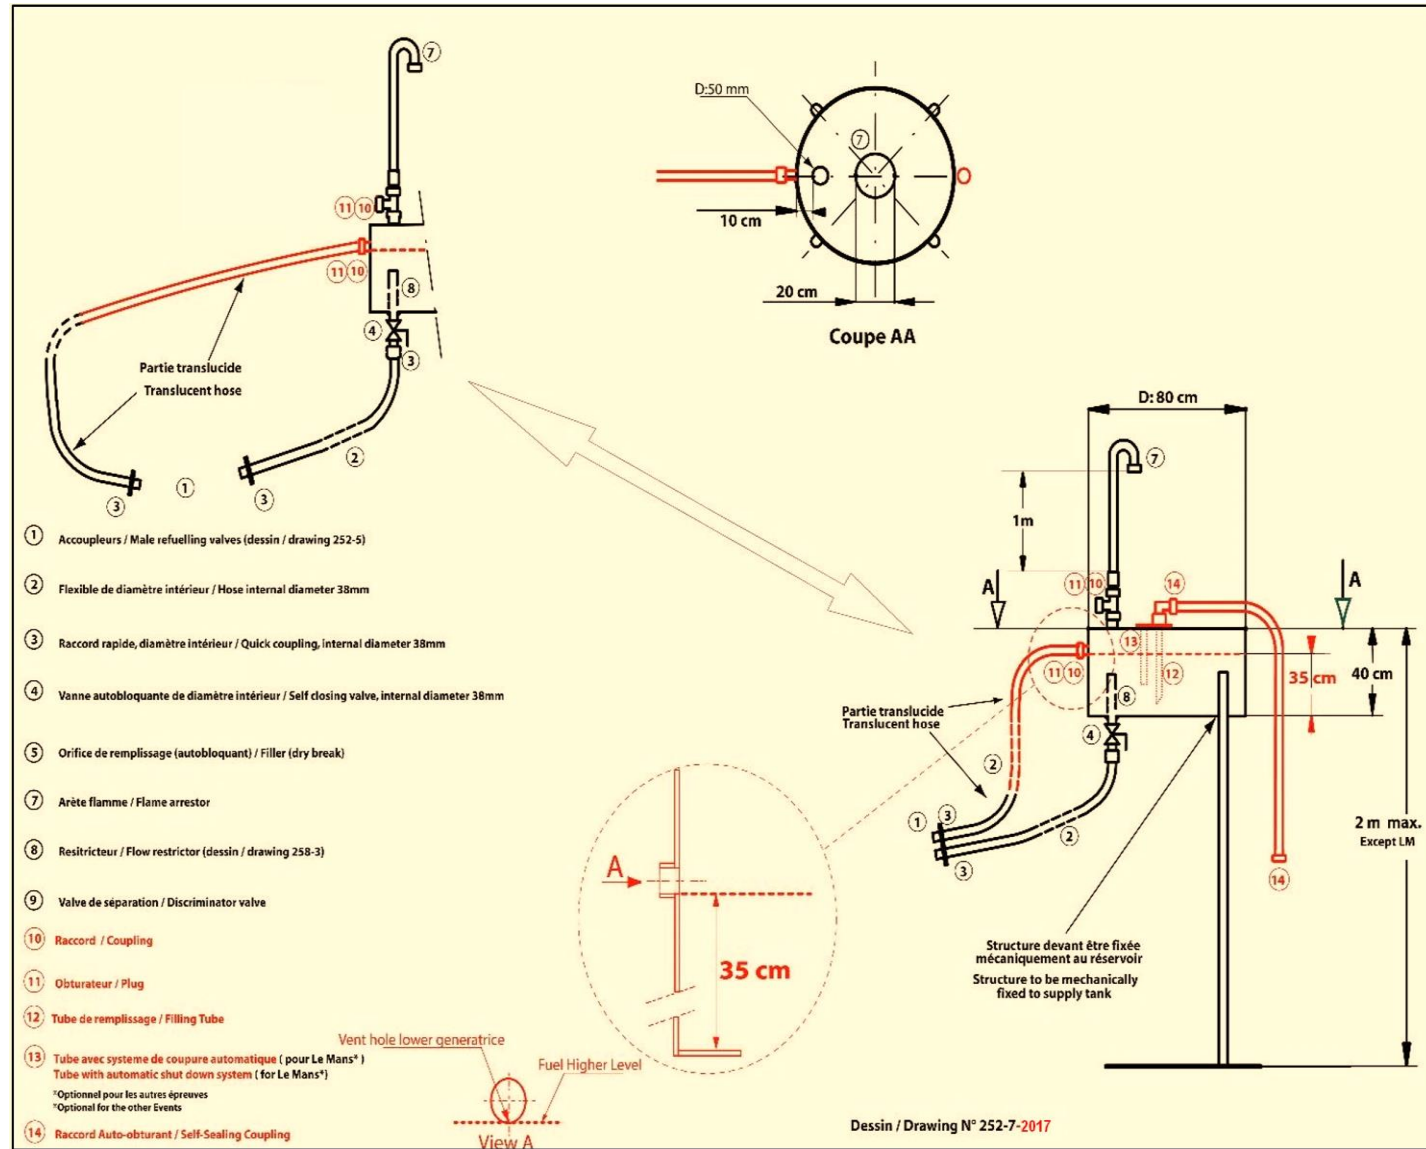 7
11 10
11 10
8
4
3
Partie translucide
Translucent hose
2
3
1
3
D:50 mm
7
10 cm
20 cm
Coupe AA
D: 80 cm
7
1m
A
11 10
14
A
13
35 cm
40 cm
11 10
12
8
Partie translucide
Translucent hose
4
2
1
3
2
3
2 m max.
Except LM
14
Structure devant être fixée
mécaniquement au réservoir
Structure to be mechanically
fixed to supply tank
A
35 cm
1 Accoupleurs / Male refuelling valves (dessin / drawing 252-5)
2 Flexible de diamètre intérieur / Hose internal diameter 38mm
3 Raccord rapide, diamètre intérieur / Quick coupling, internal diameter 38mm
4 Vanne autobloquante de diamètre intérieur / Self closing valve, internal diameter 38mm
5 Orifice de remplissage (autobloquant) / Filler (dry break)
7 Arète flamme / Flame arrestor
8 Resitricteur / Flow restrictor (dessin / drawing 258-3)
9 Valve de séparation / Discriminator valve
10 Raccord / Coupling
11 Obturateur / Plug
12 Tube de remplissage / Filling Tube
13 Tube avec systeme de coupure automatique ( pour Le Mans* )
Tube with automatic shut down system ( for Le Mans*)
*Optionnel pour les autres épreuves
*Optional for the other Events
14 Raccord Auto-obturant / Self-Sealing Coupling
Vent hole lower generatrice
Fuel Higher Level
View A
Dessin / Drawing N° 252-7-2017